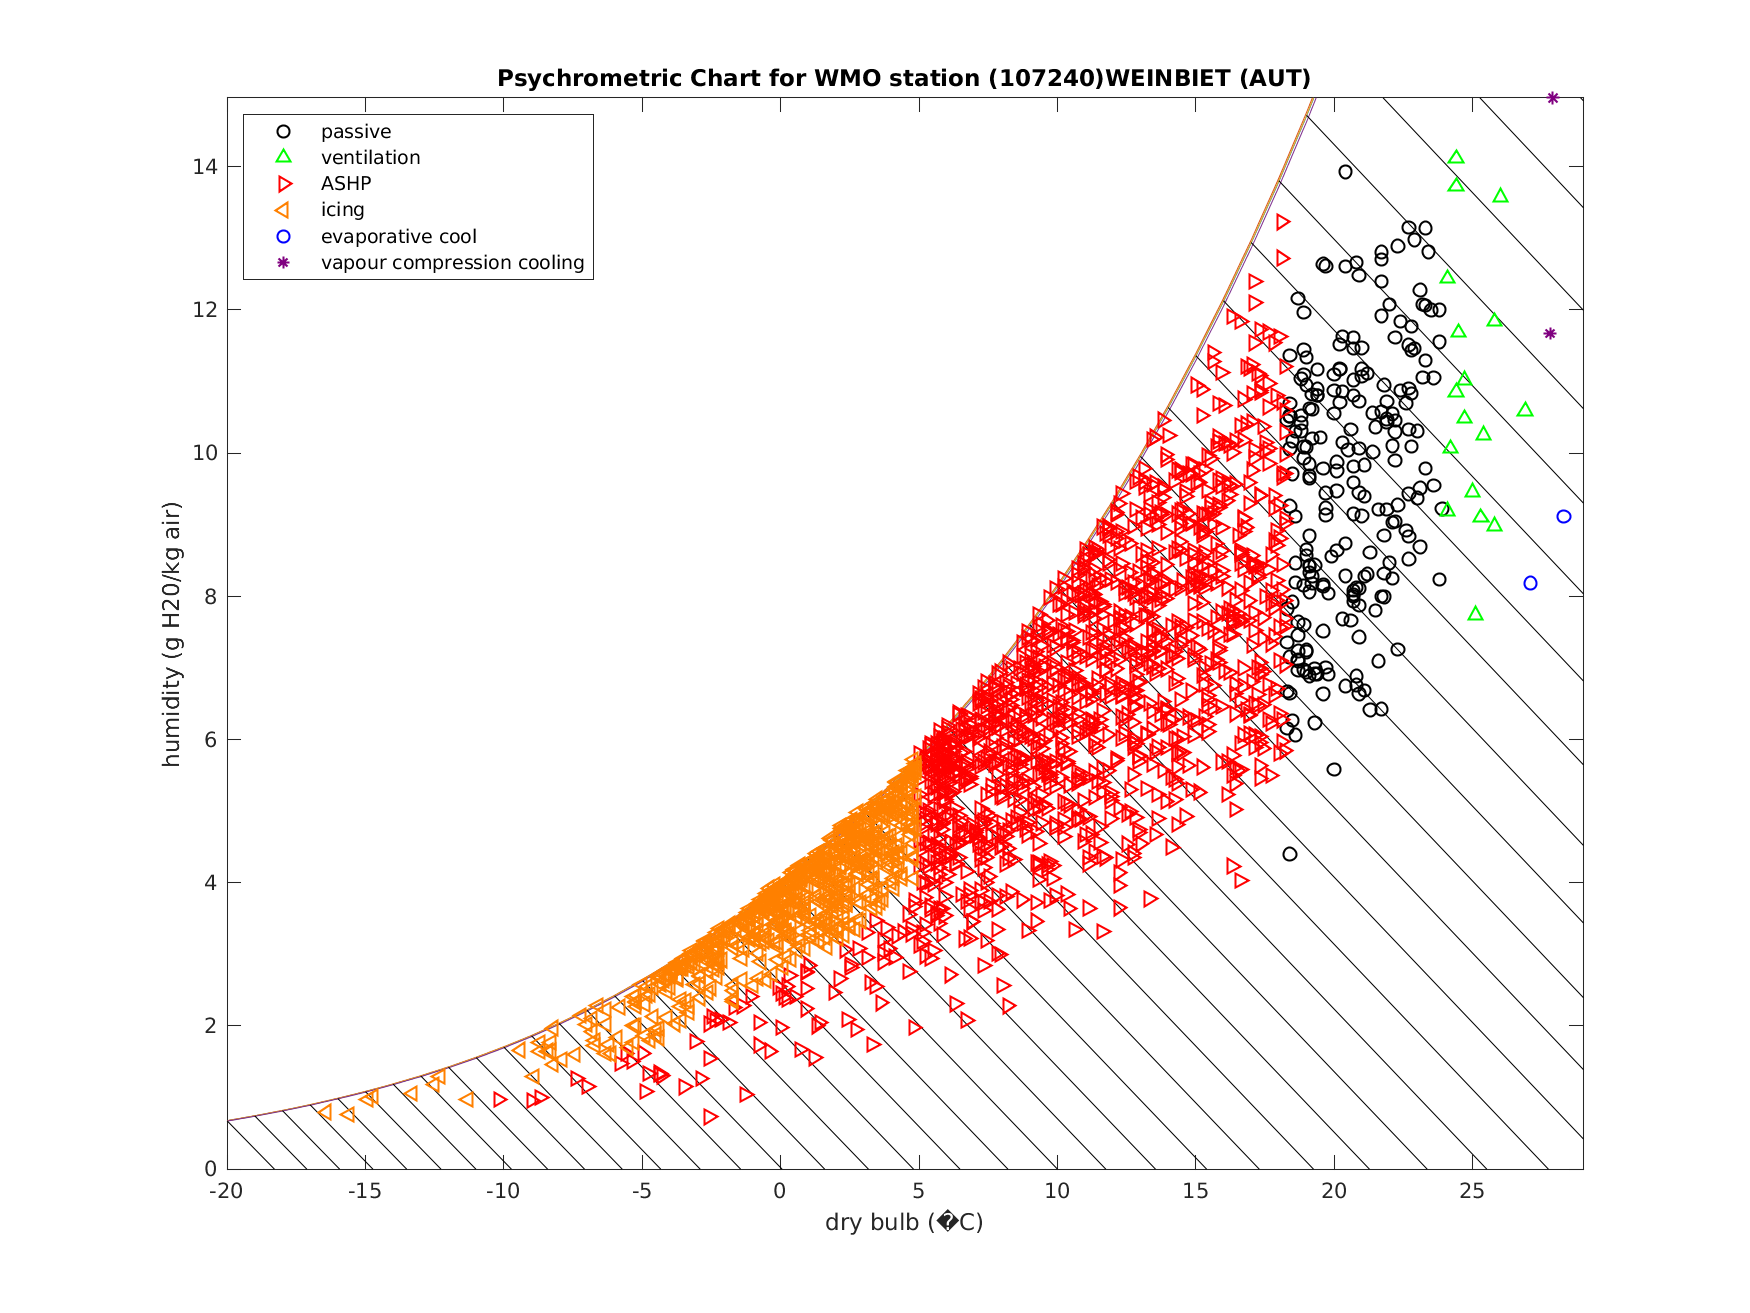 Psychrometric Chart for WMO station (107240)WEINBIET (AUT)
passive
ventilation
ASHP
icing
evaporative cool
vapour compression cooling
humidity (g H20/kg air)
14
12
10
8
6
4
2
0
-20 -15 -10 -5 0 5 10 15 20 25
dry bulb (�C)